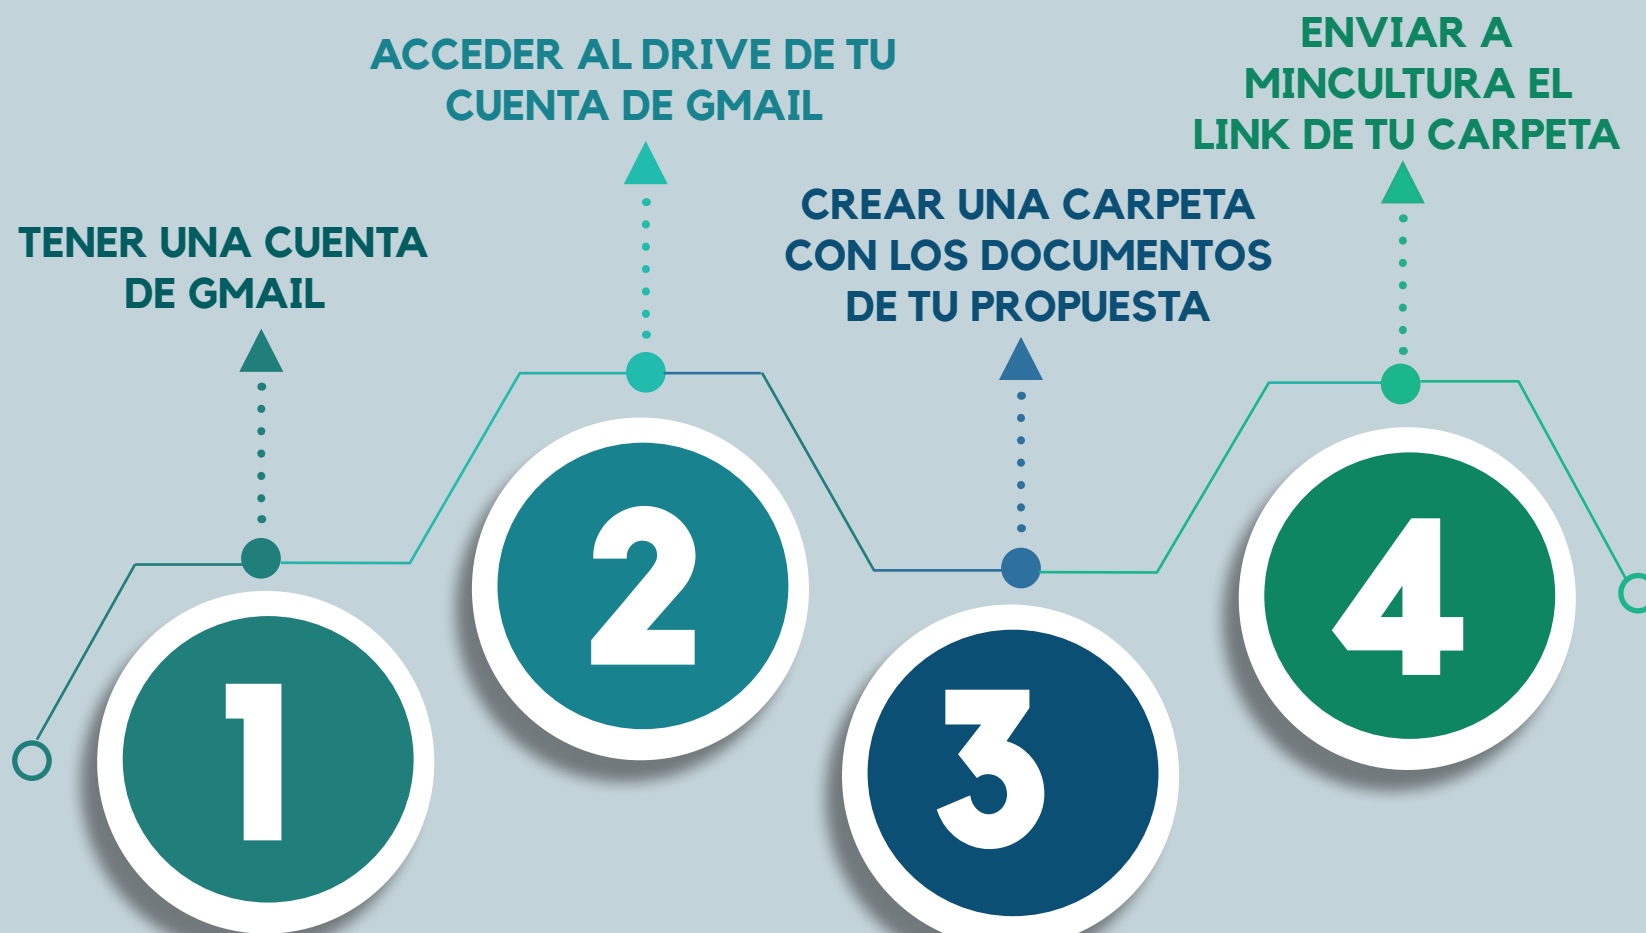 TENER UNA CUENTA
DE GMAIL
1
ACCEDER AL DRIVE DE TU
CUENTA DE GMAIL
2
CREAR UNA CARPETA
CON LOS DOCUMENTOS
DE TU PROPUESTA
3
ENVIAR A
MINCULTURA EL
LINK DE TU CARPETA
4